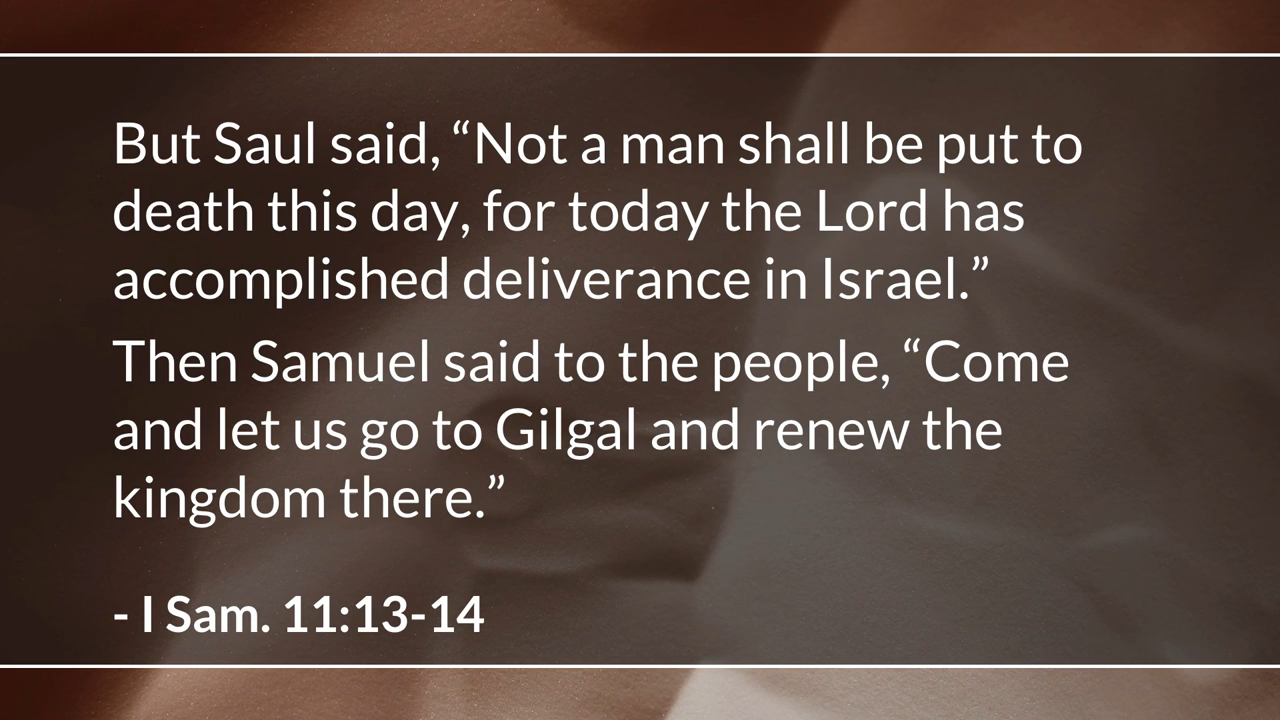 But Saul said, “Not a man shall be put to
death this day, for today the Lord has
accomplished deliverance in Israel.”
Then Samuel said to the people, “Come
and let us go to Gilgal and renew the
kingdom there.”
- I Sam. 11:13-14